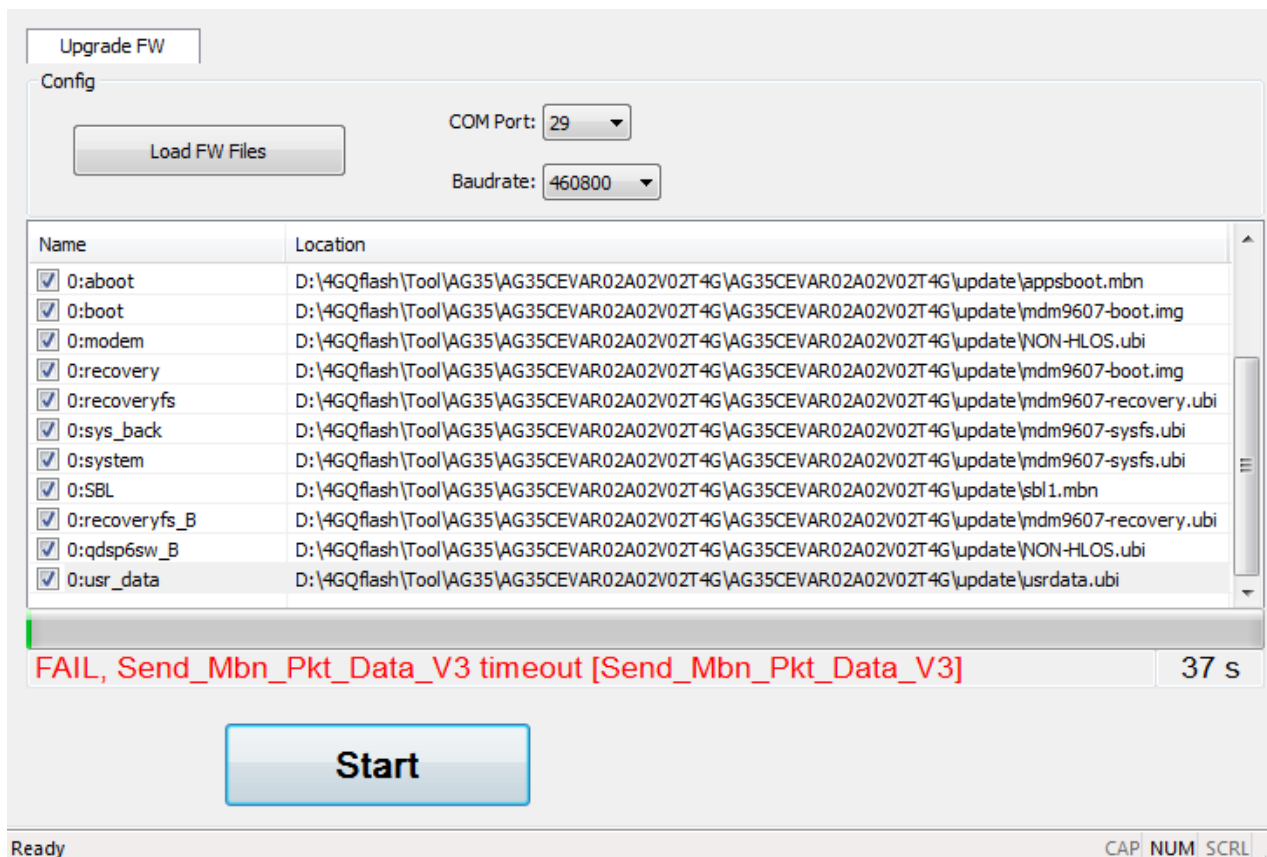 Upgrade FW
Config
Load FW Files
COM Port: 29
Baudrate: 460800
Name Location
0:aboot D:\4GQflash\Tool\AG35\AG35CEVAR02A02V02T4G\AG35CEVAR02A02V02T4G\update\appsboot.mbn
0:boot D:\4GQflash\Tool\AG35\AG35CEVAR02A02V02T4G\AG35CEVAR02A02V02T4G\update\mdm9607-boot.img
0:modem D:\4GQflash\Tool\AG35\AG35CEVAR02A02V02T4G\AG35CEVAR02A02V02T4G\update\NON-HLOS.ubi
0:recovery D:\4GQflash\Tool\AG35\AG35CEVAR02A02V02T4G\AG35CEVAR02A02V02T4G\update\mdm9607-boot.img
0:recoveryfs D:\4GQflash\Tool\AG35\AG35CEVAR02A02V02T4G\AG35CEVAR02A02V02T4G\update\mdm9607-recovery.ubi
0:sys_back D:\4GQflash\Tool\AG35\AG35CEVAR02A02V02T4G\AG35CEVAR02A02V02T4G\update\mdm9607-sysfs.ubi
0:system D:\4GQflash\Tool\AG35\AG35CEVAR02A02V02T4G\AG35CEVAR02A02V02T4G\update\mdm9607-sysfs.ubi
0:SBL D:\4GQflash\Tool\AG35\AG35CEVAR02A02V02T4G\AG35CEVAR02A02V02T4G\update\sbl1.mbn
0:recoveryfs_B D:\4GQflash\Tool\AG35\AG35CEVAR02A02V02T4G\AG35CEVAR02A02V02T4G\update\mdm9607-recovery.ubi
0:qdsp6sw_B D:\4GQflash\Tool\AG35\AG35CEVAR02A02V02T4G\AG35CEVAR02A02V02T4G\update\NON-HLOS.ubi
0:usr_data D:\4GQflash\Tool\AG35\AG35CEVAR02A02V02T4G\AG35CEVAR02A02V02T4G\update\usrdata.ubi
FAIL, Send_Mbn_Pkt_Data_V3 timeout [Send_Mbn_Pkt_Data_V3] 37 s
Start
Ready CAP NUM SCRL